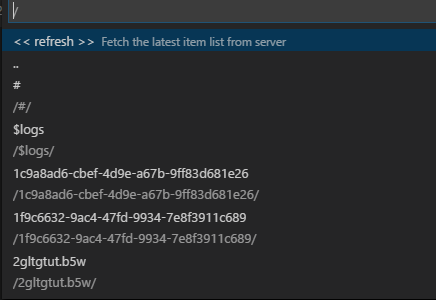 /
<< refresh >> Fetch the latest item list from server
..
#
/#/
$logs
/$logs/
1c9a8ad6-cbef-4d9e-a67b-9ff83d681e26
/1c9a8ad6-cbef-4d9e-a67b-9ff83d681e26/
1f9c6632-9ac4-47fd-9934-7e8f3911c689
/1f9c6632-9ac4-47fd-9934-7e8f3911c689/
2gltgtut.b5w
/2gltgtut.b5w/